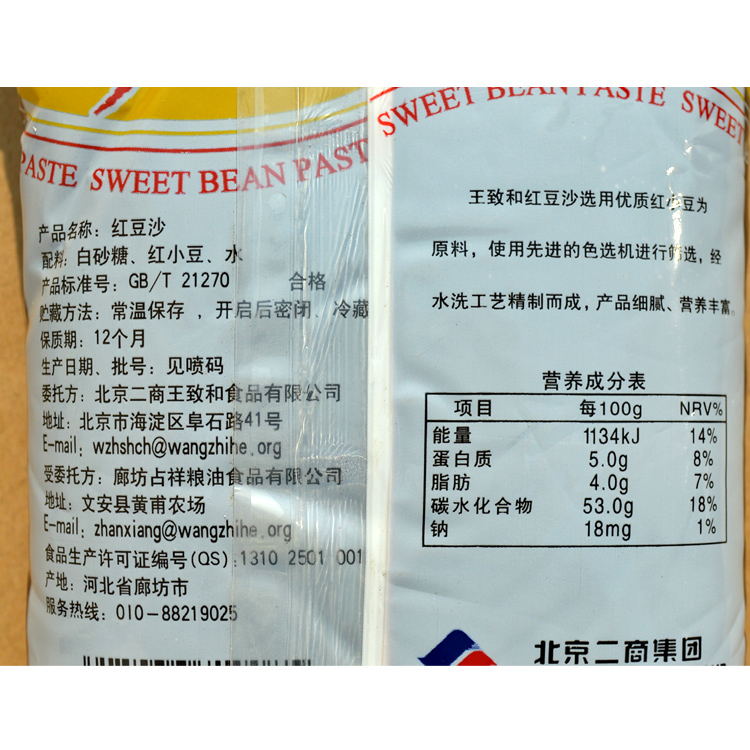 PASTE SWEET BEAN PAST
产品名称: 红豆沙
配料: 白砂糖、红小豆、水
产品标准号: GB/T 21270 合格
贮藏方法: 常温保存，开启后密闭、冷藏
保质期: 12个月
生产日期、批号: 见喷码
委托方: 北京二商王致和食品有限公司
地址: 北京市海淀区阜石路41号
E-mail: wzhshch@wangzhihe.org
受委托方: 廊坊占祥粮油食品有限公司
地址: 文安县黄甫农场
E-mail: zhanxiang@wangzhihe.org
食品生产许可证编号(QS): 1310 2501 001
产地: 河北省廊坊市
服务热线: 010-88219025
SWEET BEAN PASTE SWEET
王致和红豆沙选用优质红小豆为
原料，使用先进的色选机进行筛选，经
水洗工艺精制而成，产品细腻、营养丰富。
营养成分表
项目 每100g NRV%
能量 1134kJ 14%
蛋白质 5.0g 8%
脂肪 4.0g 7%
碳水化合物 53.0g 18%
钠 18mg 1%
北京二商集团